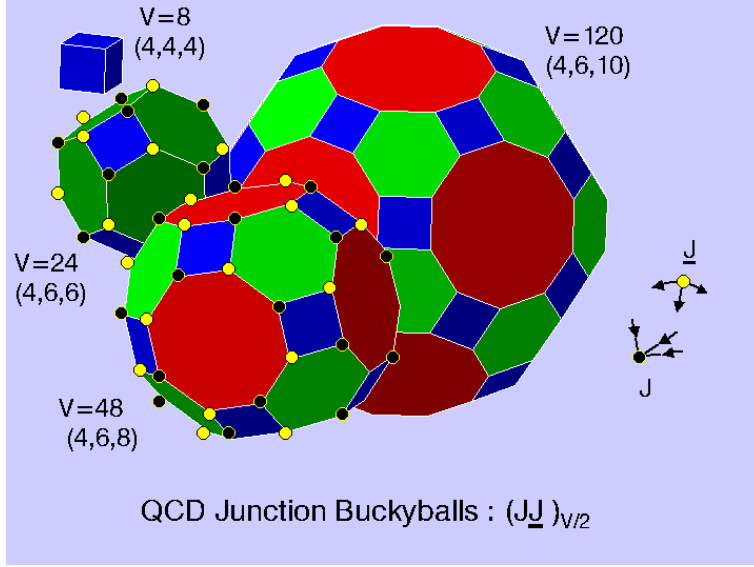 V=8
(4,4,4)
V=120
(4,6,10)
V=24
(4,6,6)
J
J
V=48
(4,6,8)
QCD Junction Buckyballs : (JJ )V/2